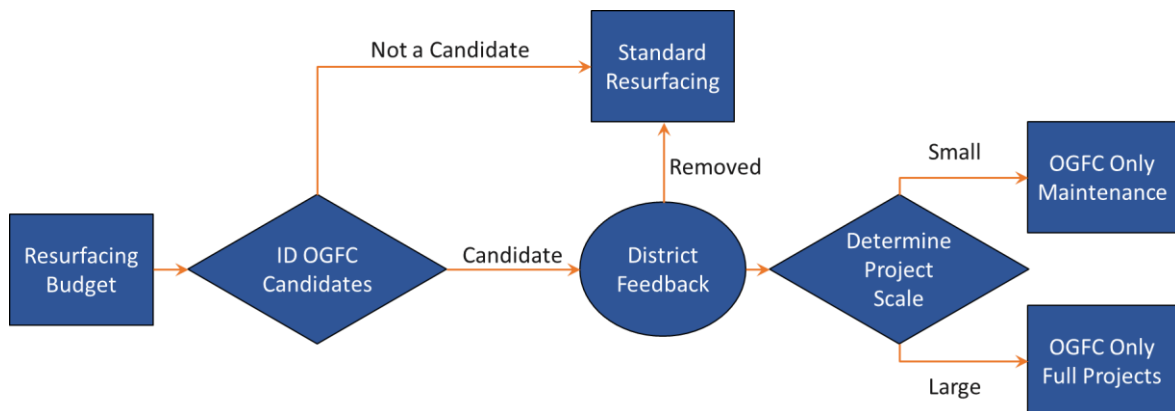 Not a Candidate
Standard
Resurfacing
Removed
Small
OGFC Only
Maintenance
Resurfacing
Budget
ID OGFC
Candidates
Candidate
District
Feedback
Determine
Project
Scale
Large
OGFC Only
Full Projects